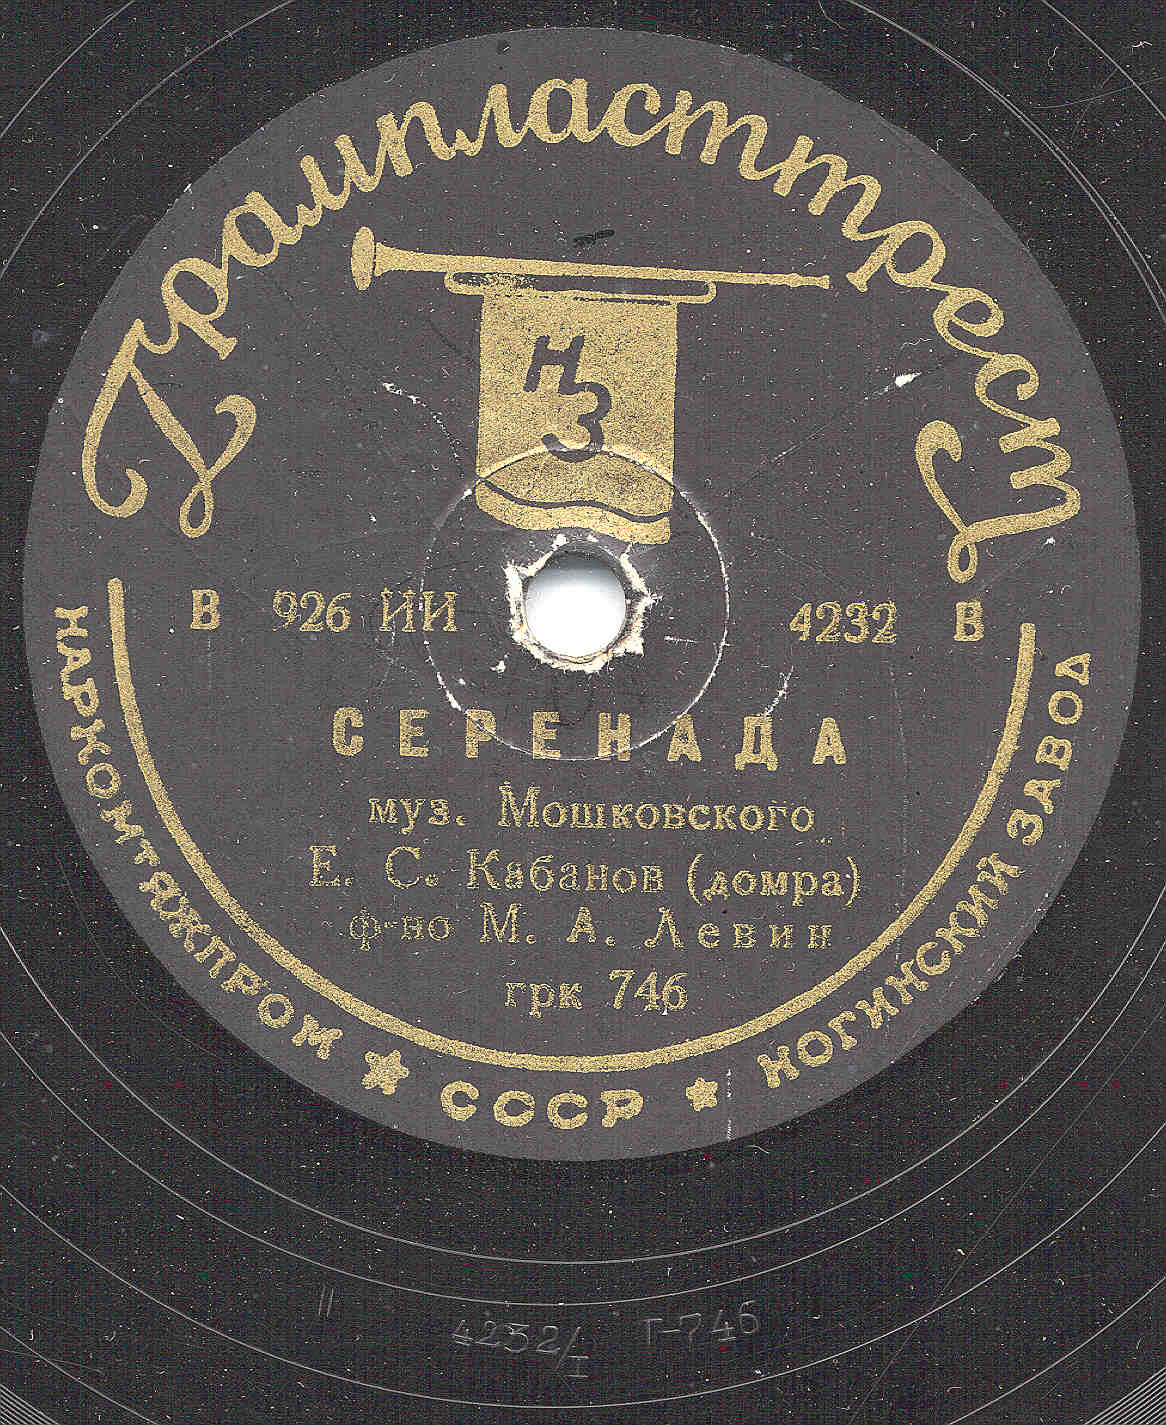 Грампласттрест
НЗ
В 926 ИИ 4232 В
СЕРЕНАДА
муз. Мошковского
Е. С. Кабанов (домра)
ф-но М. А. Левин
грк 746
НАРКОМТЯЖПРОМ ★ СССР ★ НОГИНСКИЙ ЗАВОД
II
4232/I Г-746